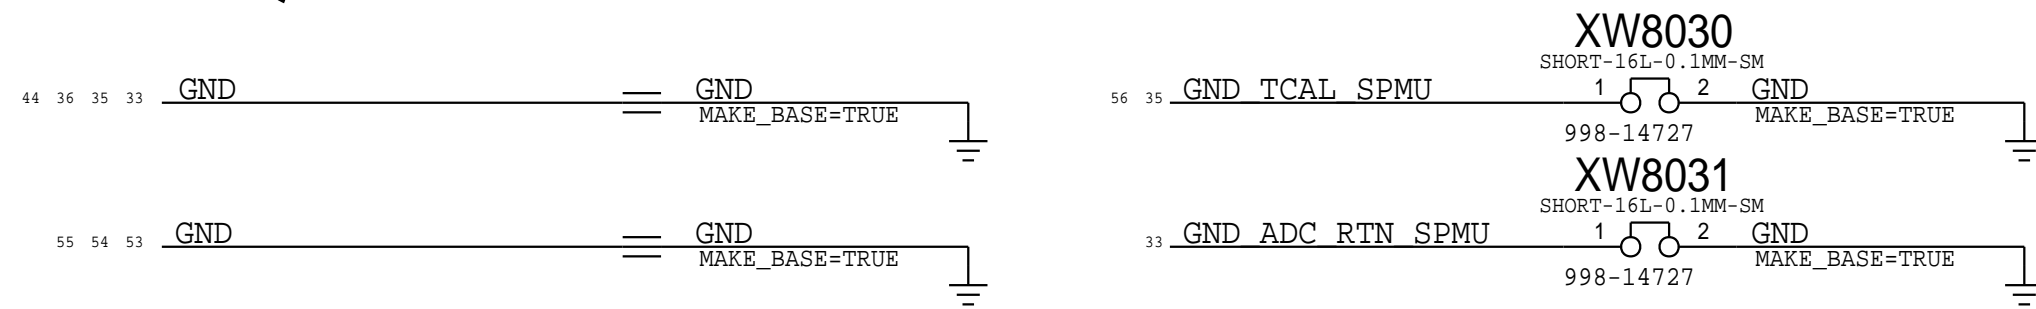 44 36 35 33 GND GND
MAKE_BASE=TRUE
55 54 53 GND GND
MAKE_BASE=TRUE
XW8030
SHORT-16L-0.1MM-SM
56 35 GND_TCAL_SPMU 1 2 GND
MAKE_BASE=TRUE
998-14727
XW8031
SHORT-16L-0.1MM-SM
33 GND_ADC_RTN_SPMU 1 2 GND
MAKE_BASE=TRUE
998-14727